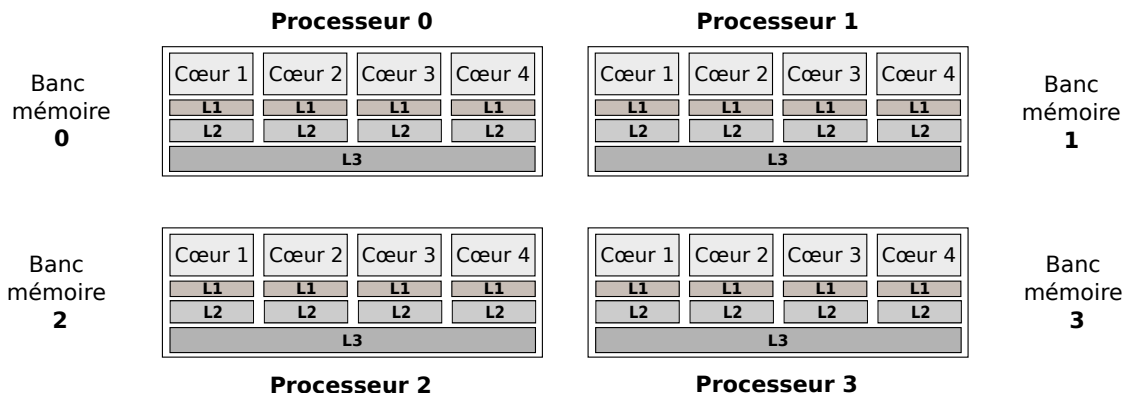 Processeur 0
Processeur 1
Banc
mémoire
0
Cœur 1 Cœur 2 Cœur 3 Cœur 4
L1 L1 L1 L1
L2 L2 L2 L2
L3
Cœur 1 Cœur 2 Cœur 3 Cœur 4
L1 L1 L1 L1
L2 L2 L2 L2
L3
Banc
mémoire
1
Banc
mémoire
2
Cœur 1 Cœur 2 Cœur 3 Cœur 4
L1 L1 L1 L1
L2 L2 L2 L2
L3
Cœur 1 Cœur 2 Cœur 3 Cœur 4
L1 L1 L1 L1
L2 L2 L2 L2
L3
Banc
mémoire
3
Processeur 2
Processeur 3